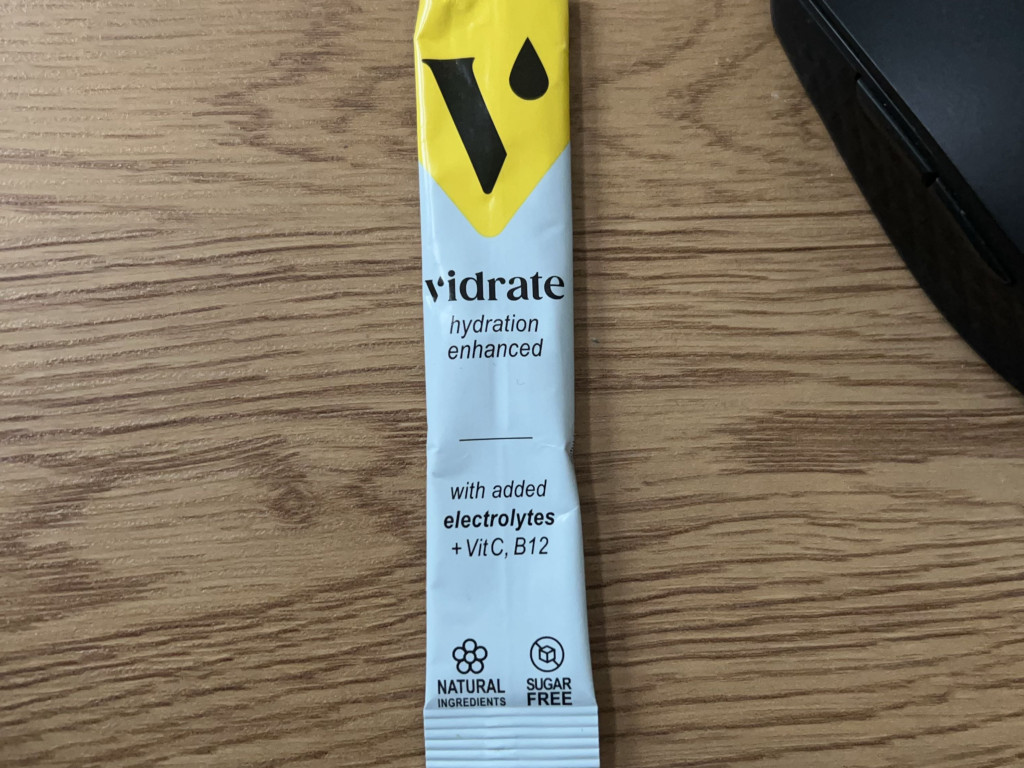 vidrate
hydration
enhanced
with added
electrolytes
+ Vit C, B12
NATURAL
INGREDIENTS
SUGAR
FREE